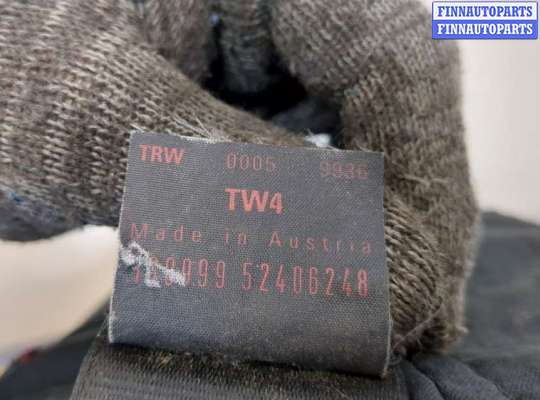 FINNAUTOPARTS
FINNAUTOPARTS
TRW 0005 9936
TW4
Made in Austria
52406248